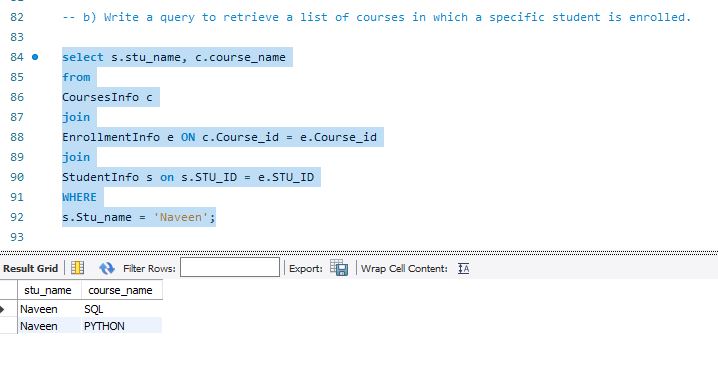 82 -- b) Write a query to retrieve a list of courses in which a specific student is enrolled.
83
84 select s.stu_name, c.course_name
85 from
86 CoursesInfo c
87 join
88 EnrollmentInfo e ON c.Course_id = e.Course_id
89 join
90 StudentInfo s on s.STU_ID = e.STU_ID
91 WHERE
92 s.Stu_name = 'Naveen';
93
Result Grid Filter Rows: Export: Wrap Cell Content: IA
stu_name course_name
Naveen SQL
Naveen PYTHON